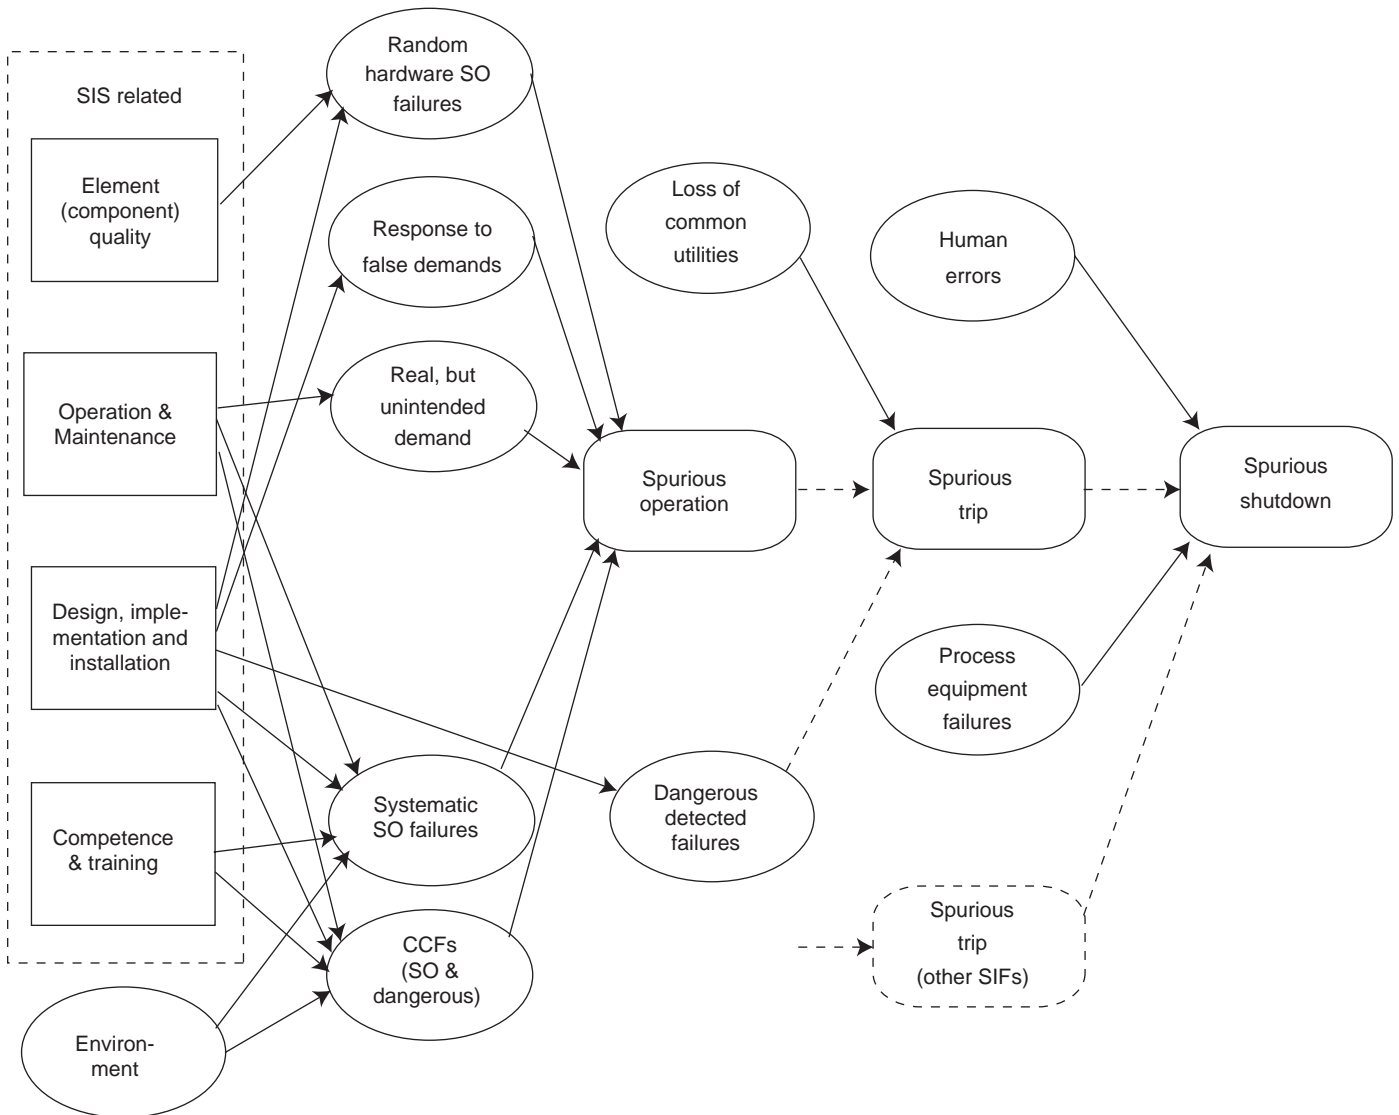 SIS related
Element
(component)
quality
Operation &
Maintenance
Design, imple-
mentation and
installation
Competence
& training
Environ-
ment
Random
hardware SO
failures
Response to
false demands
Real, but
unintended
demand
Systematic
SO failures
CCFs
(SO &
dangerous)
Spurious
operation
Loss of
common
utilities
Dangerous
detected
failures
Spurious
trip
Human
errors
Process
equipment
failures
Spurious
trip
(other SIFs)
Spurious
shutdown